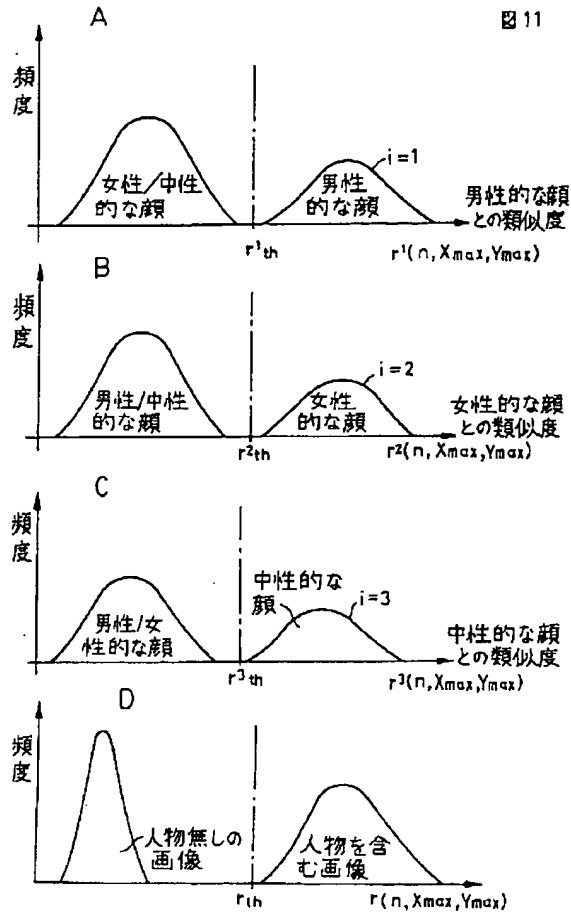 図11
A
頻度
女性/中性
的な顔
男性
的な顔
i=1
男性的な顔
との類似度
r¹th
r¹(n,Xmax,Ymax)
B
頻度
男性/中性
的な顔
女性
的な顔
i=2
女性的な顔
との類似度
r²th
r²(n,Xmax,Ymax)
C
頻度
男性/女
性的な顔
中性的な
顔
i=3
中性的な顔
との類似度
r³th
r³(n,Xmax,Ymax)
D
頻度
人物無しの
画像
人物を含
む画像
rth
r(n,Xmax,Ymax)